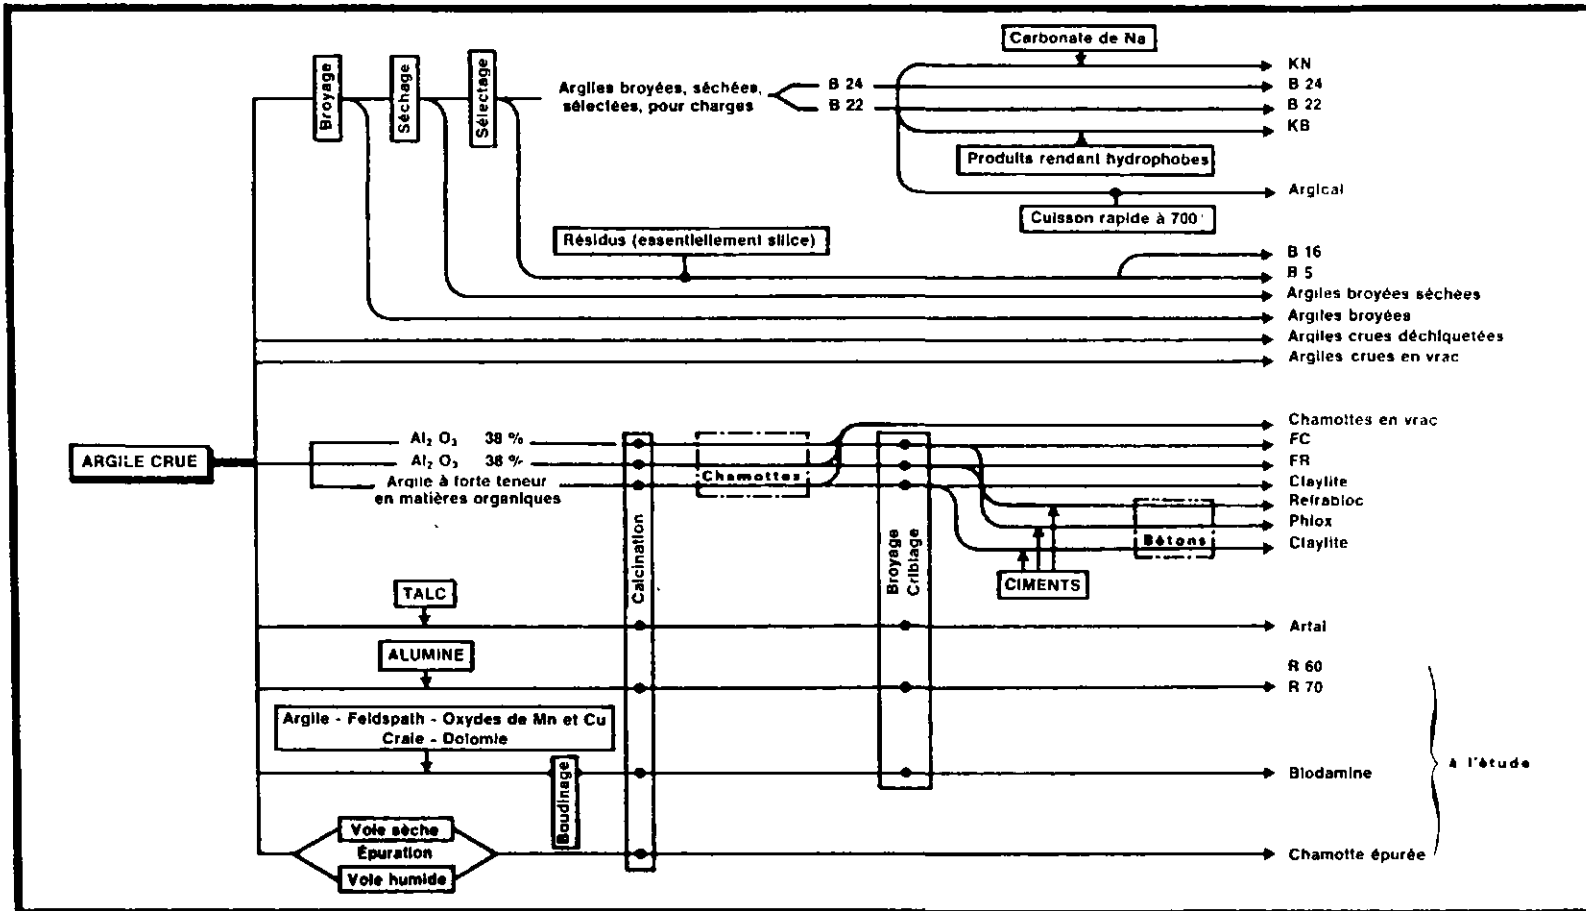 Carbonate de Na
KN
B 24
B 22
KB
Broyage
Séchage
Sélectage
Argiles broyées, séchées,
sélectées, pour charges
B 24
B 22
Produits rendant hydrophobes
Argical
Cuisson rapide à 700°
Résidus (essentiellement silice)
B 16
B 5
Argiles broyées séchées
Argiles broyées
Argiles crues déchiquetées
Argiles crues en vrac
ARGILE CRUE
Al₂ O₃ 38 %
Al₂ O₃ 36 %
Argile à forte teneur
en matières organiques
Calcination
Chamottes
Broyage
Criblage
Chamottes en vrac
FC
FR
Claylite
Refrabloc
Phlox
Claylite
Bétons
CIMENTS
TALC
Artal
ALUMINE
R 60
R 70
Argile - Feldspath - Oxydes de Mn et Cu
Craie - Dolomie
Boudinage
Biodamine
à l'étude
Voie sèche
Épuration
Voie humide
Chamotte épurée